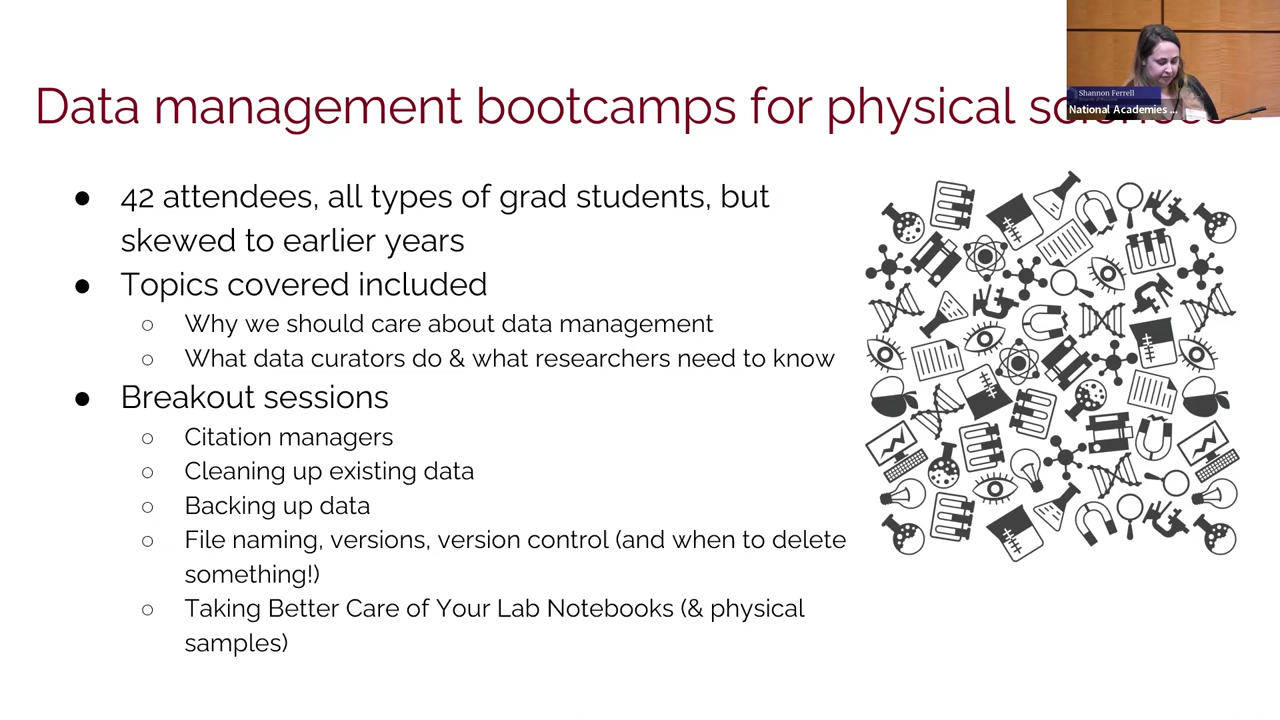 Data management bootcamps for physical
Shannon Ferrell
National Academies ...
● 42 attendees, all types of grad students, but
skewed to earlier years
● Topics covered included
○ Why we should care about data management
○ What data curators do & what researchers need to know
● Breakout sessions
○ Citation managers
○ Cleaning up existing data
○ Backing up data
○ File naming, versions, version control (and when to delete
something!)
○ Taking Better Care of Your Lab Notebooks (& physical
samples)